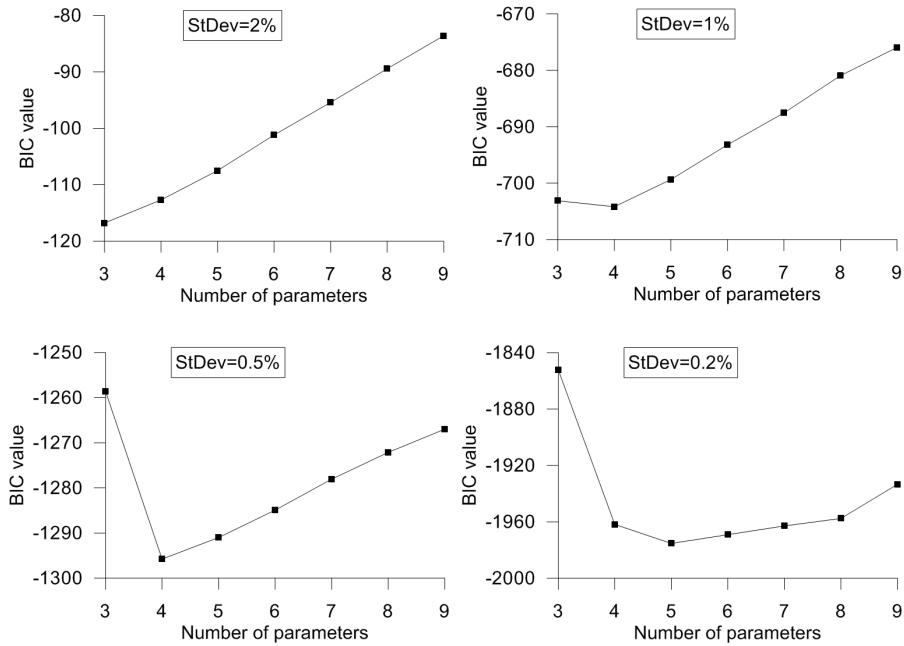 StDev=2%
BIC value
-80
-90
-100
-110
-120
3 4 5 6 7 8 9
Number of parameters
StDev=1%
BIC value
-670
-680
-690
-700
-710
3 4 5 6 7 8 9
Number of parameters
StDev=0.5%
BIC value
-1250
-1260
-1270
-1280
-1290
-1300
3 4 5 6 7 8 9
Number of parameters
StDev=0.2%
BIC value
-1840
-1880
-1920
-1960
-2000
3 4 5 6 7 8 9
Number of parameters